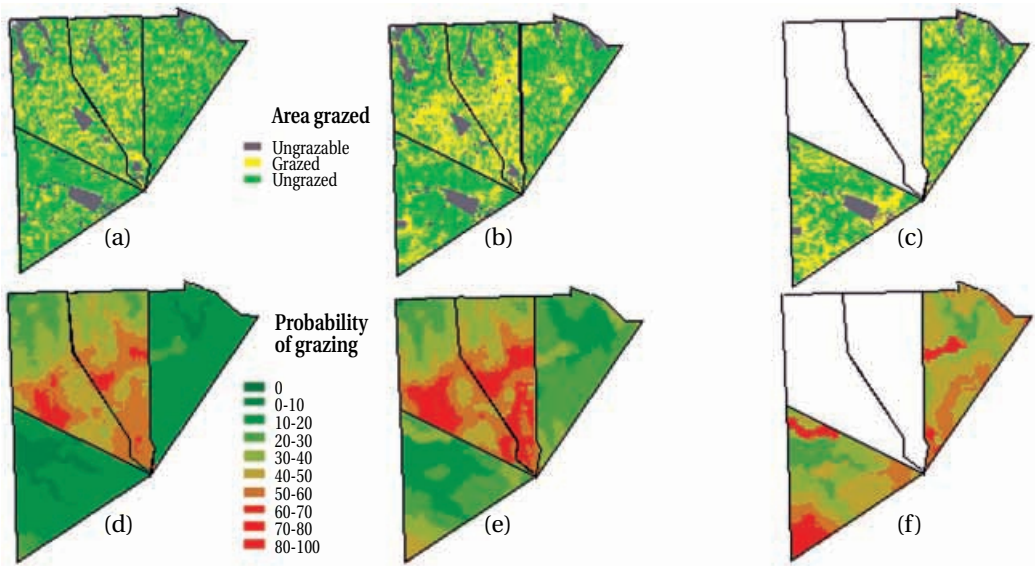 Area grazed
Ungrazable
Grazed
Ungrazed
(a)
(b)
(c)
Probability
of grazing
0
0-10
10-20
20-30
30-40
40-50
50-60
60-70
70-80
80-100
(d)
(e)
(f)